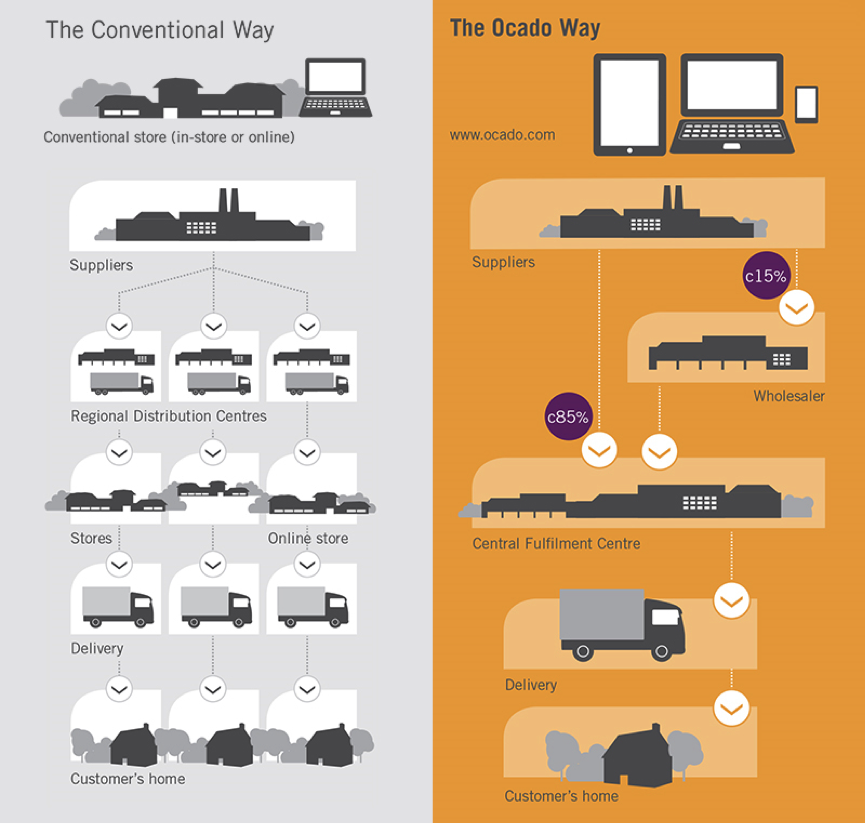 The Conventional Way
Conventional store (in-store or online)
Suppliers
Regional Distribution Centres
Stores
Online store
Delivery
Customer's home
The Ocado Way
www.ocado.com
Suppliers
c15%
Wholesaler
c85%
Central Fulfilment Centre
Delivery
Customer's home